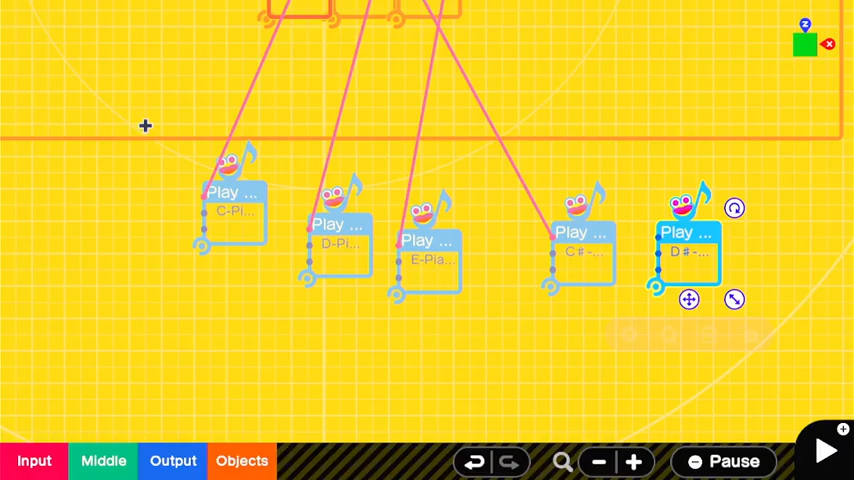 Z
X
Play ...
C-Pi...
Play ...
D-Pi...
Play ...
E-Pia...
Play ...
C♯-...
Play ...
D♯-...
Input Middle Output Objects Pause